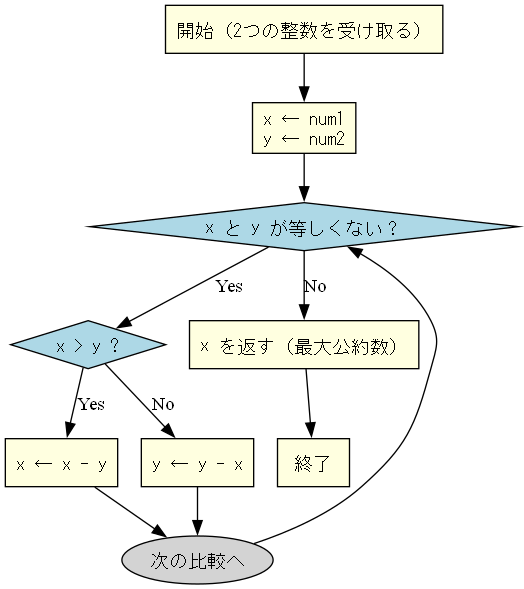 開始（2つの整数を受け取る）
x ← num1
y ← num2
x と y が等しくない？
Yes
No
x > y ?
x を返す（最大公約数）
Yes
No
x ← x - y
y ← y - x
終了
次の比較へ